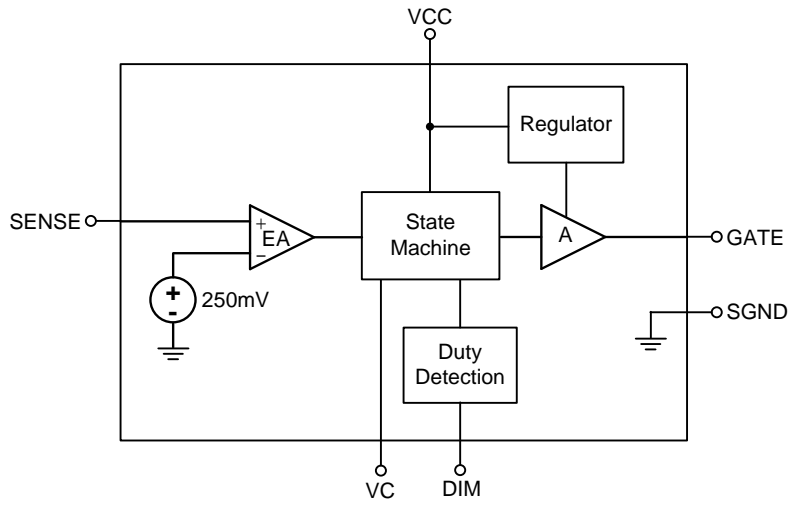 VCC
Regulator
SENSE
+
EA
−
State
Machine
A
GATE
+
-
250mV
SGND
Duty
Detection
VC
DIM